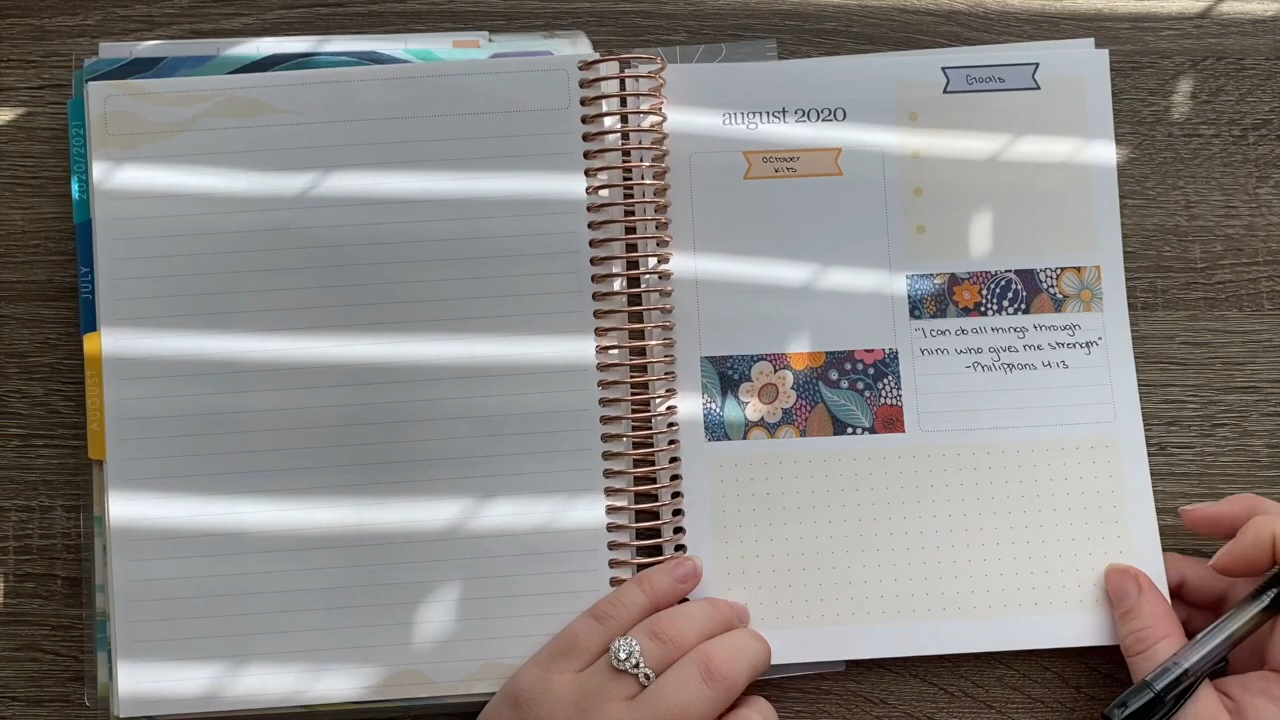 2020/2021
JULY
AUGUST
august 2020
October
kits
Goals
"I can do all things through
him who gives me strength"
-Philippians 4:13